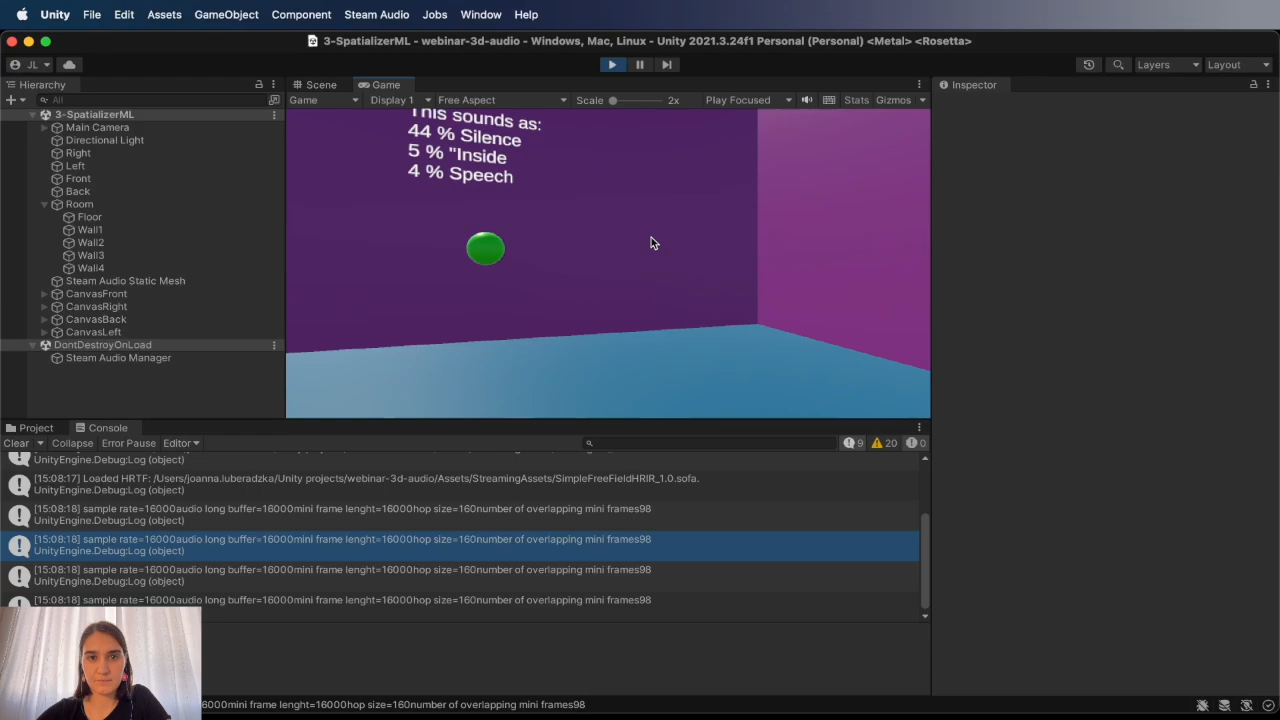 Unity File Edit Assets GameObject Component Steam Audio Jobs Window Help
3-SpatializerML - webinar-3d-audio - Windows, Mac, Linux - Unity 2021.3.24f1 Personal (Personal) <Metal> <Rosetta>
JL Layers Layout
Hierarchy Scene Game Inspector
All Game Display 1 Free Aspect Scale 2x Play Focused Stats Gizmos
3-SpatializerML
Main Camera
Directional Light
Right
Left
Front
Back
Room
Floor
Wall1
Wall2
Wall3
Wall4
Steam Audio Static Mesh
CanvasFront
CanvasRight
CanvasBack
CanvasLeft
DontDestroyOnLoad
Steam Audio Manager
This sounds as:
44 % Silence
5 % "Inside
4 % Speech
Project Console
Clear Collapse Error Pause Editor 9 20 0
UnityEngine.Debug:Log (object)
[15:08:17] Loaded HRTF: /Users/joanna.luberadzka/Unity projects/webinar-3d-audio/Assets/StreamingAssets/SimpleFreeFieldHRIR_1.0.sofa.
UnityEngine.Debug:Log (object)
[15:08:18] sample rate=16000audio long buffer=16000mini frame lenght=16000hop size=160number of overlapping mini frames98
UnityEngine.Debug:Log (object)
[15:08:18] sample rate=16000audio long buffer=16000mini frame lenght=16000hop size=160number of overlapping mini frames98
UnityEngine.Debug:Log (object)
[15:08:18] sample rate=16000audio long buffer=16000mini frame lenght=16000hop size=160number of overlapping mini frames98
UnityEngine.Debug:Log (object)
[15:08:18] sample rate=16000audio long buffer=16000mini frame lenght=16000hop size=160number of overlapping mini frames98
16000mini frame lenght=16000hop size=160number of overlapping mini frames98